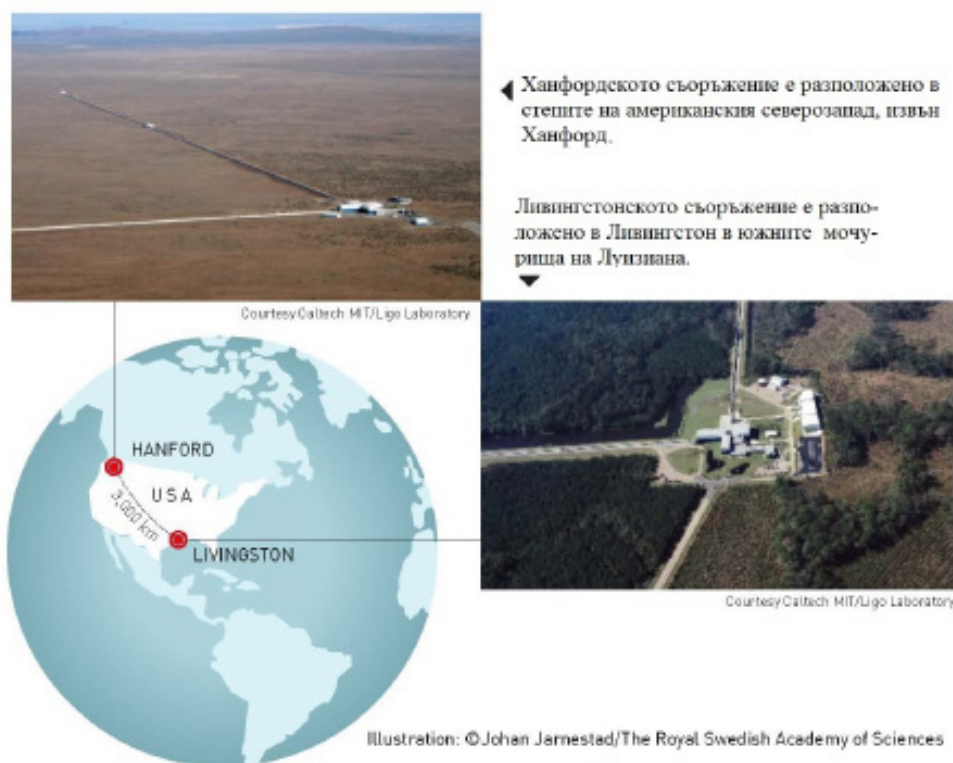 Ханфордското съоръжение е разположено в
степите на американския северозапад, извън
Ханфорд.
Ливингстонското съоръжение е разпо-
ложено в Ливингстон в южните мочу-
рища на Луизиана.
Courtesy Caltech MIT/Ligo Laboratory
HANFORD
USA
3,000 km
LIVINGSTON
Courtesy Caltech MIT/Ligo Laboratory
Illustration: ©Johan Jarnestad/The Royal Swedish Academy of Sciences